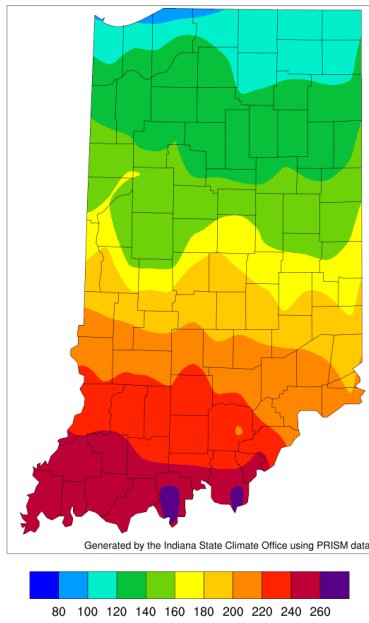 Generated by the Indiana State Climate Office using PRISM data
80 100 120 140 160 180 200 220 240 260